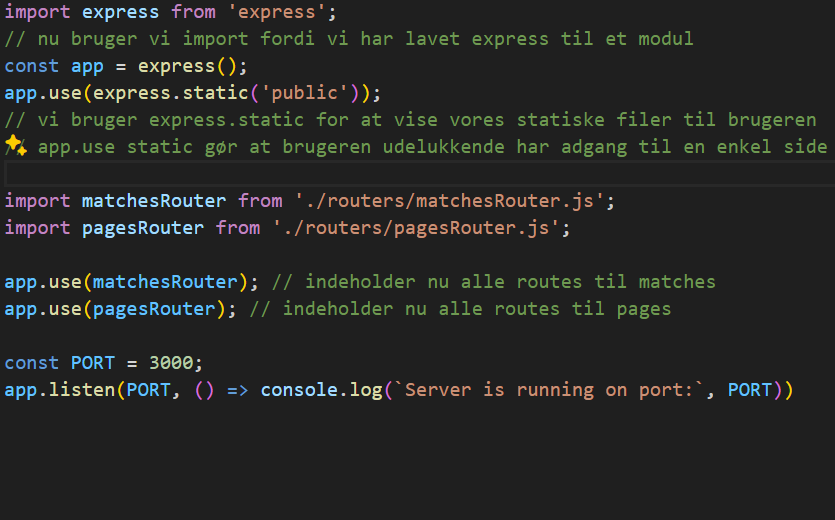 import express from 'express';
// nu bruger vi import fordi vi har lavet express til et modul
const app = express();
app.use(express.static('public'));
// vi bruger express.static for at vise vores statiske filer til brugeren
// app.use static gør at brugeren udelukkende har adgang til en enkel side
import matchesRouter from './routers/matchesRouter.js';
import pagesRouter from './routers/pagesRouter.js';
app.use(matchesRouter); // indeholder nu alle routes til matches
app.use(pagesRouter); // indeholder nu alle routes til pages
const PORT = 3000;
app.listen(PORT, () => console.log(`Server is running on port:`, PORT))